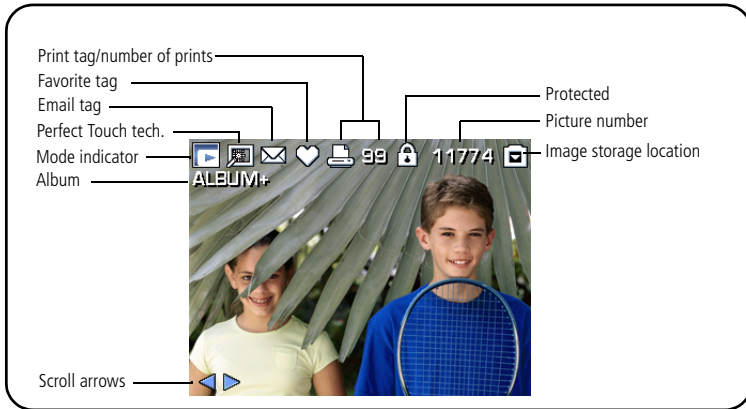 Print tag/number of prints
Favorite tag
Email tag
Perfect Touch tech.
Mode indicator
Album
Scroll arrows
Protected
Picture number
Image storage location
99 11774
ALBUM+